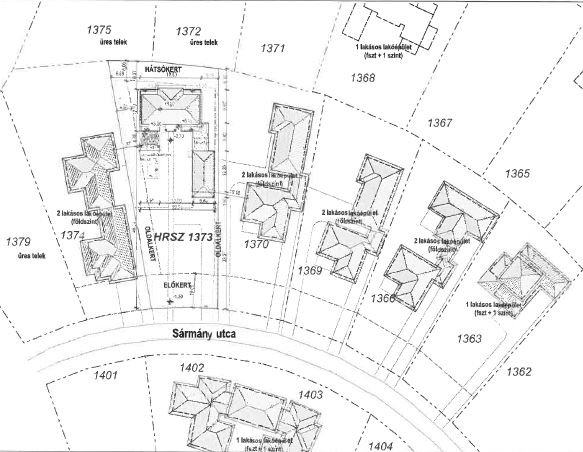 1375
üres telek
1372
üres telek
1371
1 lakásos lakóépület
(fszt + 1 szint)
1368
HÁTSÓKERT
1367
1365
2 lakásos lakóépület
(földszint)
2 lakásos lakóépület
(földszint)
2 lakásos lakóépület
(földszint)
2 lakásos lakóépület
(földszint)
1374
HRSZ 1373
OLDALKERT
OLDALKERT
1370
1379
üres telek
1369
1366
ELŐKERT
1 lakásos lakóépület
(fszt + 1 szint)
1363
Sármány utca
1362
1401
1402
1403
1 lakásos lakóépület
(fszt + 1 szint)
1404